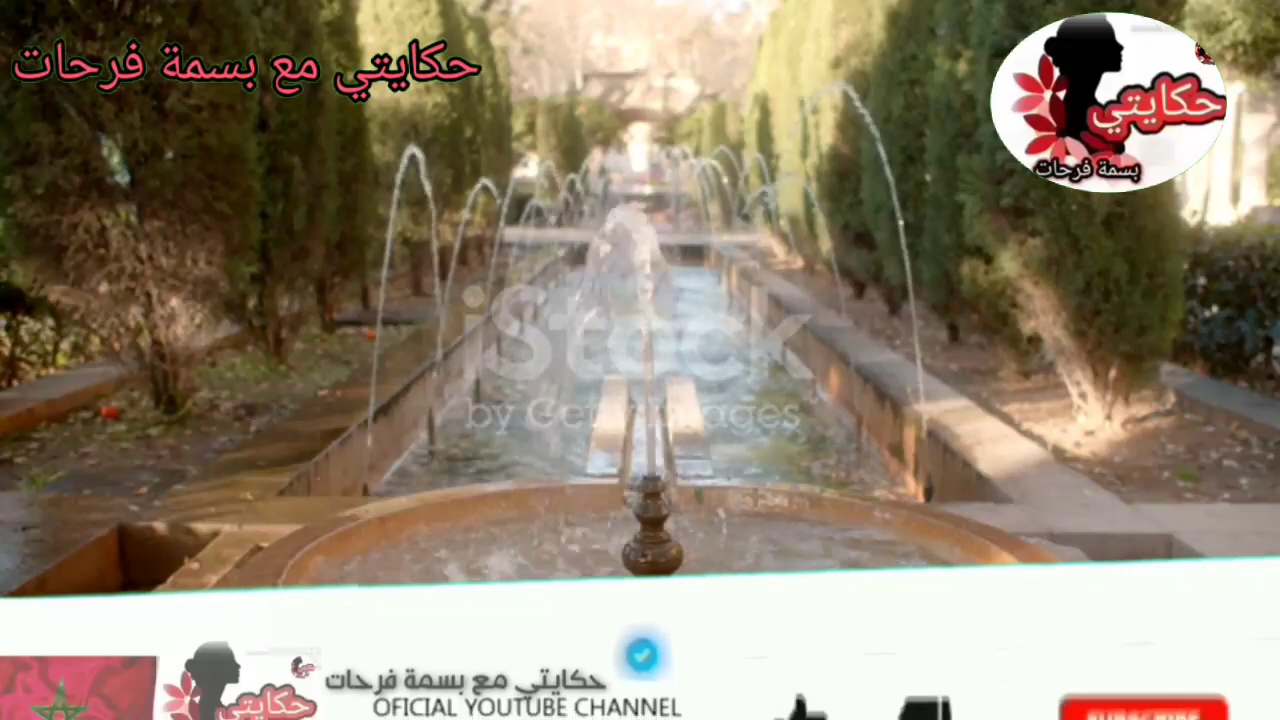 حكايتي مع بسمة فرحات
حكايتي
بسمة فرحات
iStock
by Getty Images
حكايتي مع بسمة فرحات
OFICIAL YOUTUBE CHANNEL
حكايتي
SUBSCRIBE